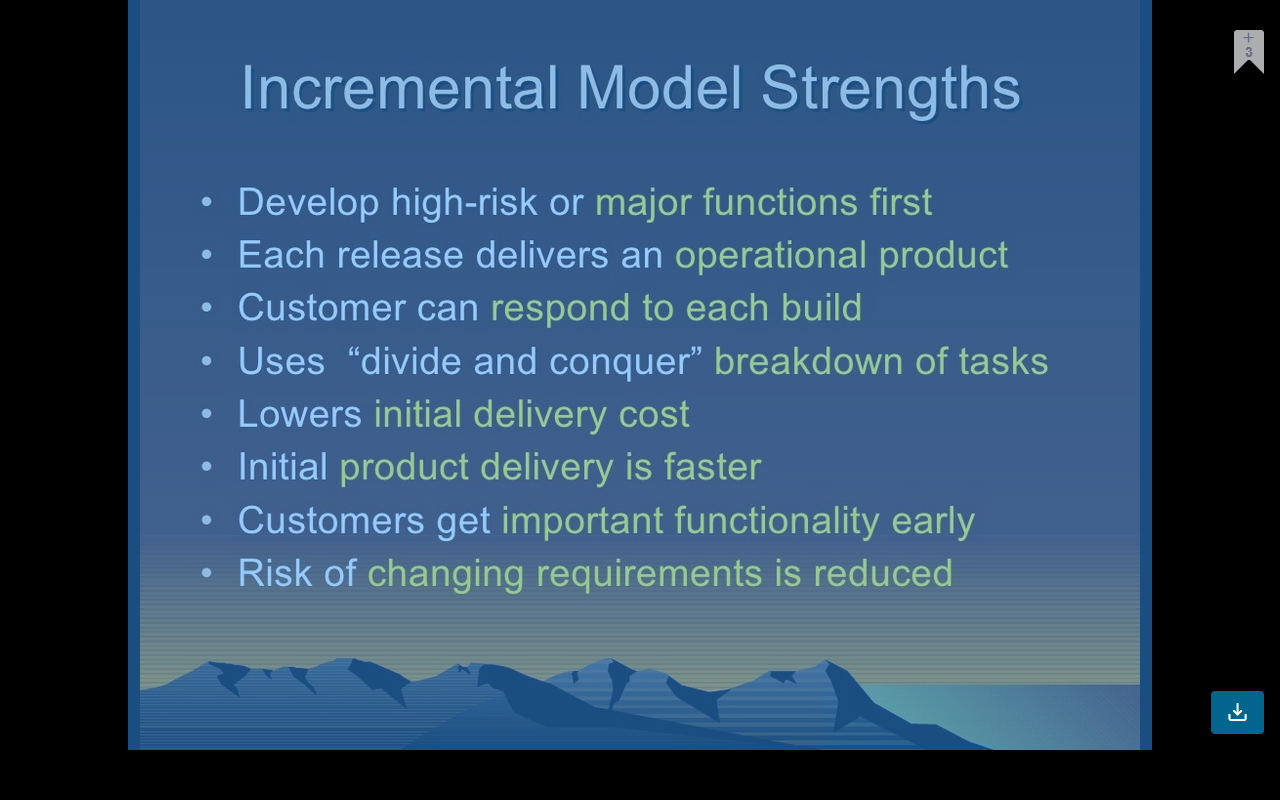 Incremental Model Strengths
• Develop high-risk or major functions first
• Each release delivers an operational product
• Customer can respond to each build
• Uses  “divide and conquer” breakdown of tasks
• Lowers initial delivery cost
• Initial product delivery is faster
• Customers get important functionality early
• Risk of changing requirements is reduced
+
3